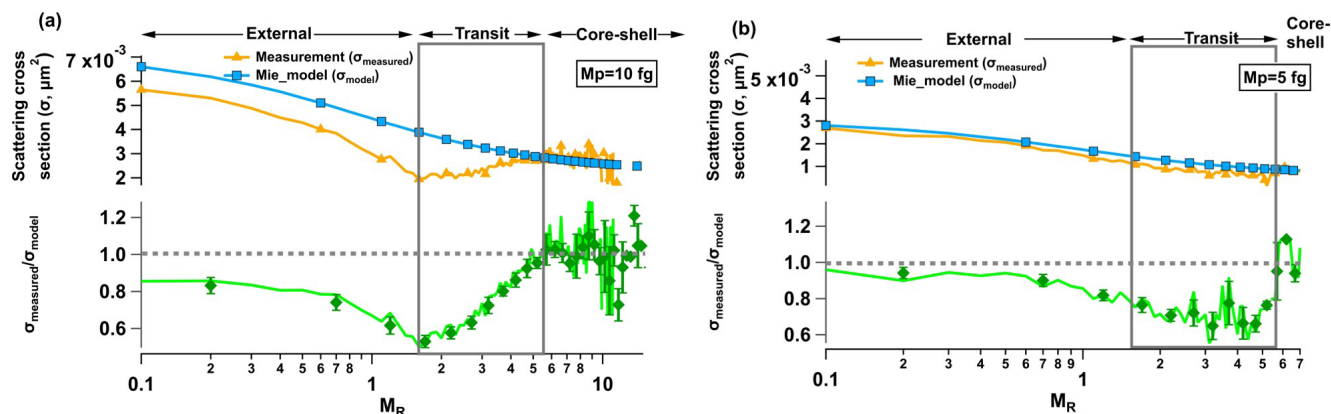 (a)
External
Transit
Core-shell
7 x10⁻³
Measurement (σmeasured)
Mie_model (σmodel)
Mp=10 fg
Scattering cross
section (σ, μm²)
6
5
4
3
2
σmeasured/σmodel
1.2
1.0
0.8
0.6
0.1
2
3
4
5
6
7
8
1
2
3
4
5
6
7
8
10
MR
(b)
External
Transit
Core-
shell
Measurement (σmeasured)
Mie_model (σmodel)
Mp=5 fg
Scattering cross
section (σ, μm²)
5 x10⁻³
4
3
2
1
σmeasured/σmodel
1.2
1.0
0.8
0.6
0.1
2
3
4
5
6
7
8
9
1
2
3
4
5
6
7
MR